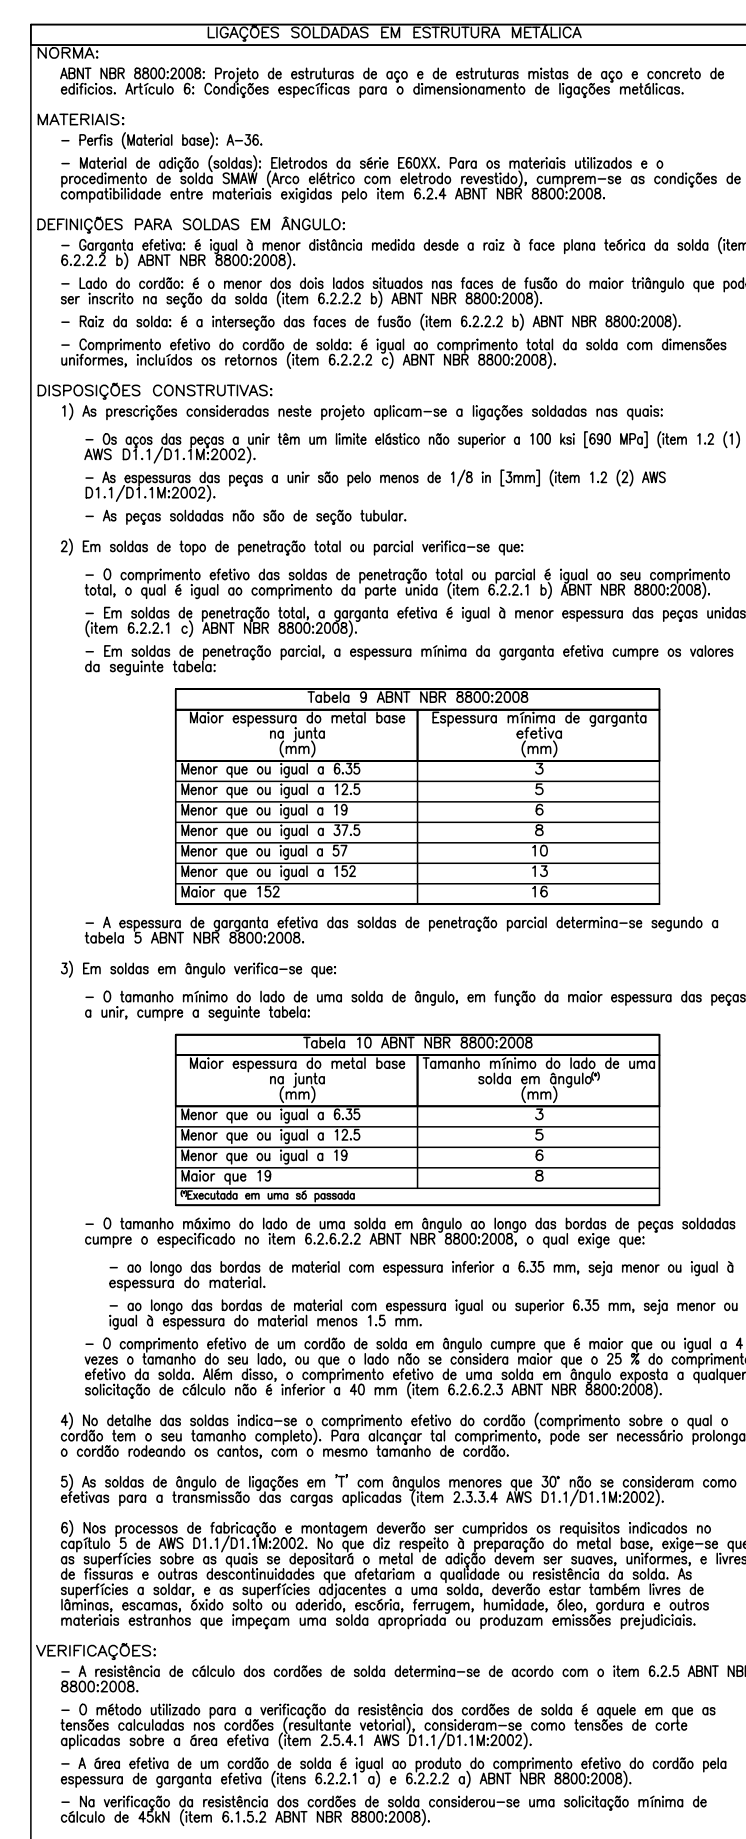 LIGAÇÕES SOLDADAS EM ESTRUTURA METÁLICA
NORMA:
ABNT NBR 8800:2008: Projeto de estruturas de aço e de estruturas mistas de aço e concreto de
edificios. Artículo 6: Condições específicas para o dimensionamento de ligações metálicas.
MATERIAIS:
– Perfis (Material base): A-36.
– Material de adição (soldas): Eletrodos da série E60XX. Para os materiais utilizados e o
procedimento de solda SMAW (Arco elétrico com eletrodo revestido), cumprem-se as condições de
compatibilidade entre materiais exigidas pelo item 6.2.4 ABNT NBR 8800:2008.
DEFINIÇÕES PARA SOLDAS EM ÂNGULO:
– Garganta efetiva: é igual à menor distância medida desde a raiz à face plana teórica da solda (item
6.2.2.2 b) ABNT NBR 8800:2008).
– Lado do cordão: é o menor dos dois lados situados nas faces de fusão do maior triângulo que pode
ser inscrito na seção da solda (item 6.2.2.2 b) ABNT NBR 8800:2008).
– Raiz da solda: é a interseção das faces de fusão (item 6.2.2.2 b) ABNT NBR 8800:2008).
– Comprimento efetivo do cordão de solda: é igual ao comprimento total da solda com dimensões
uniformes, incluídos os retornos (item 6.2.2.2 c) ABNT NBR 8800:2008).
DISPOSIÇÕES CONSTRUTIVAS:
1) As prescrições consideradas neste projeto aplicam-se a ligações soldadas nas quais:
– Os aços das peças a unir têm um limite elástico não superior a 100 ksi [690 MPa] (item 1.2 (1)
AWS D1.1/D1.1M:2002).
– As espessuras das peças a unir são pelo menos de 1/8 in [3mm] (item 1.2 (2) AWS
D1.1/D1.1M:2002).
– As peças soldadas não são de seção tubular.
2) Em soldas de topo de penetração total ou parcial verifica-se que:
– O comprimento efetivo das soldas de penetração total ou parcial é igual ao seu comprimento
total, o qual é igual ao comprimento da parte unida (item 6.2.2.1 b) ABNT NBR 8800:2008).
– Em soldas de penetração total, a garganta efetiva é igual à menor espessura das peças unidas
(item 6.2.2.1 c) ABNT NBR 8800:2008).
– Em soldas de penetração parcial, a espessura mínima da garganta efetiva cumpre os valores
da seguinte tabela:
Tabela 9 ABNT NBR 8800:2008
Maior espessura do metal base
na junta
(mm)
Espessura mínima de garganta
efetiva
(mm)
Menor que ou igual a 6.35 3
Menor que ou igual a 12.5 5
Menor que ou igual a 19 6
Menor que ou igual a 37.5 8
Menor que ou igual a 57 10
Menor que ou igual a 152 13
Maior que 152 16
– A espessura de garganta efetiva das soldas de penetração parcial determina-se segundo a
tabela 5 ABNT NBR 8800:2008.
3) Em soldas em ângulo verifica-se que:
– O tamanho mínimo do lado de uma solda de ângulo, em função da maior espessura das peças
a unir, cumpre a seguinte tabela:
Tabela 10 ABNT NBR 8800:2008
Maior espessura do metal base
na junta
(mm)
Tamanho mínimo do lado de uma
solda em ângulo(*)
(mm)
Menor que ou igual a 6.35 3
Menor que ou igual a 12.5 5
Menor que ou igual a 19 6
Maior que 19 8
(*)Executada em uma só passada
– O tamanho máximo do lado de uma solda em ângulo ao longo das bordas de peças soldadas
cumpre o especificado no item 6.2.6.2.2 ABNT NBR 8800:2008, o qual exige que:
– ao longo das bordas de material com espessura inferior a 6.35 mm, seja menor ou igual à
espessura do material.
– ao longo das bordas de material com espessura igual ou superior 6.35 mm, seja menor ou
igual à espessura do material menos 1.5 mm.
– O comprimento efetivo de um cordão de solda em ângulo cumpre que é maior que ou igual a 4
vezes o tamanho do seu lado, ou que o lado não se considera maior que o 25 % do comprimento
efetivo da solda. Além disso, o comprimento efetivo de uma solda em ângulo exposta a qualquer
solicitação de cálculo não é inferior a 40 mm (item 6.2.6.2.3 ABNT NBR 8800:2008).
4) No detalhe das soldas indica-se o comprimento efetivo do cordão (comprimento sobre o qual o
cordão tem o seu tamanho completo). Para alcançar tal comprimento, pode ser necessário prolonga
o cordão rodeando os cantos, com o mesmo tamanho de cordão.
5) As soldas de ângulo de ligações em 'T' com ângulos menores que 30° não se consideram como
efetivas para a transmissão das cargas aplicadas (item 2.3.3.4 AWS D1.1/D1.1M:2002).
6) Nos processos de fabricação e montagem deverão ser cumpridos os requisitos indicados no
capítulo 5 de AWS D1.1/D1.1M:2002. No que diz respeito à preparação do metal base, exige-se que
as superfícies sobre as quais se depositará o metal de adição devem ser suaves, uniformes, e livres
de fissuras e outras descontinuidades que afetariam a qualidade ou resistência da solda. As
superfícies a soldar, e as superfícies adjacentes a uma solda, deverão estar também livres de
lâminas, escamas, óxido solto ou aderido, escória, ferrugem, humidade, óleo, gordura e outros
materiais estranhos que impeçam uma solda apropriada ou produzam emissões prejudiciais.
VERIFICAÇÕES:
– A resistência de cálculo dos cordões de solda determina-se de acordo com o item 6.2.5 ABNT NBR
8800:2008.
– O método utilizado para a verificação da resistência dos cordões de solda é aquele em que as
tensões calculadas nos cordões (resultante vetorial), consideram-se como tensões de corte
aplicadas sobre a área efetiva (item 2.5.4.1 AWS D1.1/D1.1M:2002).
– A área efetiva de um cordão de solda é igual ao produto do comprimento efetivo do cordão pela
espessura de garganta efetiva (itens 6.2.2.1 a) e 6.2.2.2 a) ABNT NBR 8800:2008).
– Na verificação da resistência dos cordões de solda considerou-se uma solicitação mínima de
cálculo de 45kN (item 6.1.5.2 ABNT NBR 8800:2008).